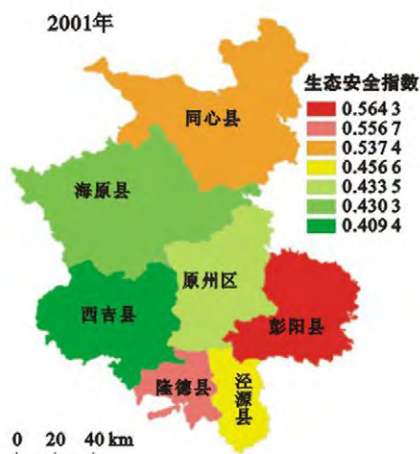 2001年
生态安全指数
0.564 3
0.556 7
0.537 4
0.456 6
0.433 5
0.430 3
0.409 4
同心县
海原县
原州区
西吉县
彭阳县
隆德县
泾源县
0 20 40 km